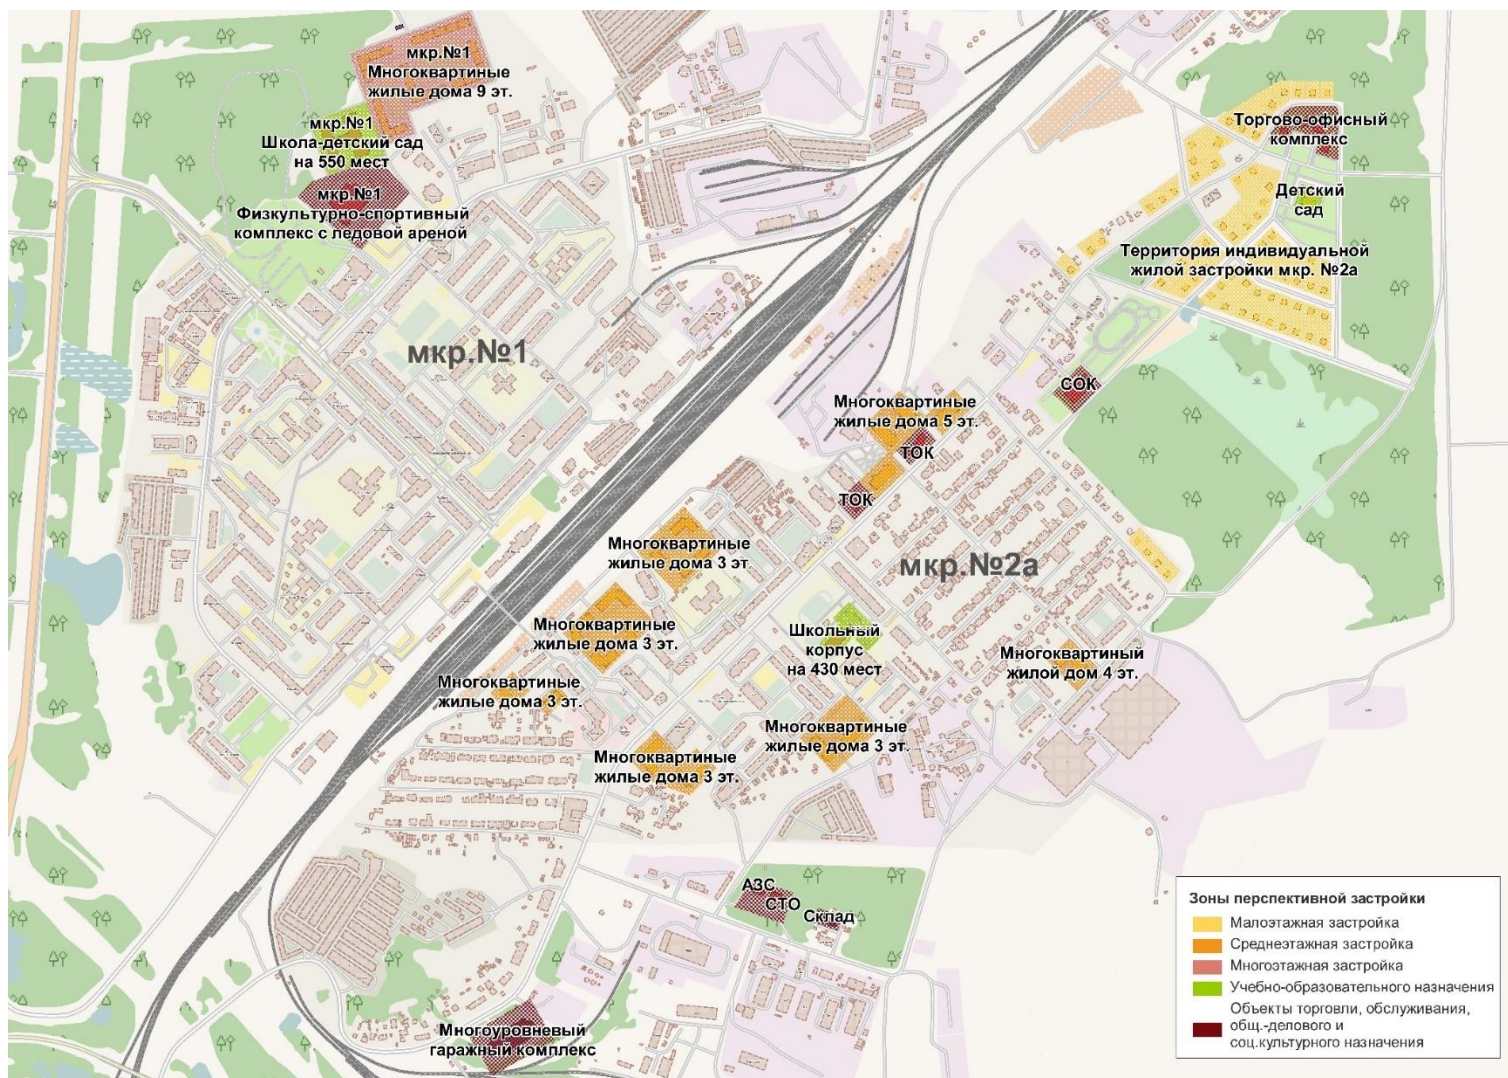 мкр.№1
Многоквартиные
жилые дома 9 эт.
мкр.№1
Школа-детский сад
на 550 мест
мкр.№1
Физкультурно-спортивный
комплекс с ледовой ареной
Торгово-офисный
комплекс
Детский
сад
Территория индивидуальной
жилой застройки мкр. №2а
мкр.№1
СОК
Многоквартиные
жилые дома 5 эт.
ТОК
ТОК
Многоквартиные
жилые дома 3 эт.
мкр.№2а
Многоквартиные
жилые дома 3 эт.
Школьный
корпус
на 430 мест
Многоквартиный
жилой дом 4 эт.
Многоквартиные
жилые дома 3 эт.
Многоквартиные
жилые дома 3 эт.
Многоквартиные
жилые дома 3 эт.
АЗС
СТО
Склад
Многоуровневый
гаражный комплекс
Зоны перспективной застройки
Малоэтажная застройка
Среднеэтажная застройка
Многоэтажная застройка
Учебно-образовательного назначения
Объекты торговли, обслуживания,
общ.-делового и
соц.культурного назначения